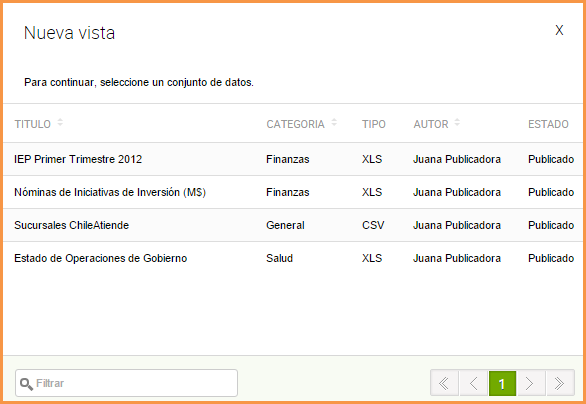 Nueva vista X
Para continuar, seleccione un conjunto de datos.
TITULO CATEGORIA TIPO AUTOR ESTADO
IEP Primer Trimestre 2012 Finanzas XLS Juana Publicadora Publicado
Nóminas de Iniciativas de Inversión (M$) Finanzas XLS Juana Publicadora Publicado
Sucursales ChileAtiende General CSV Juana Publicadora Publicado
Estado de Operaciones de Gobierno Salud XLS Juana Publicadora Publicado
Filtrar 1